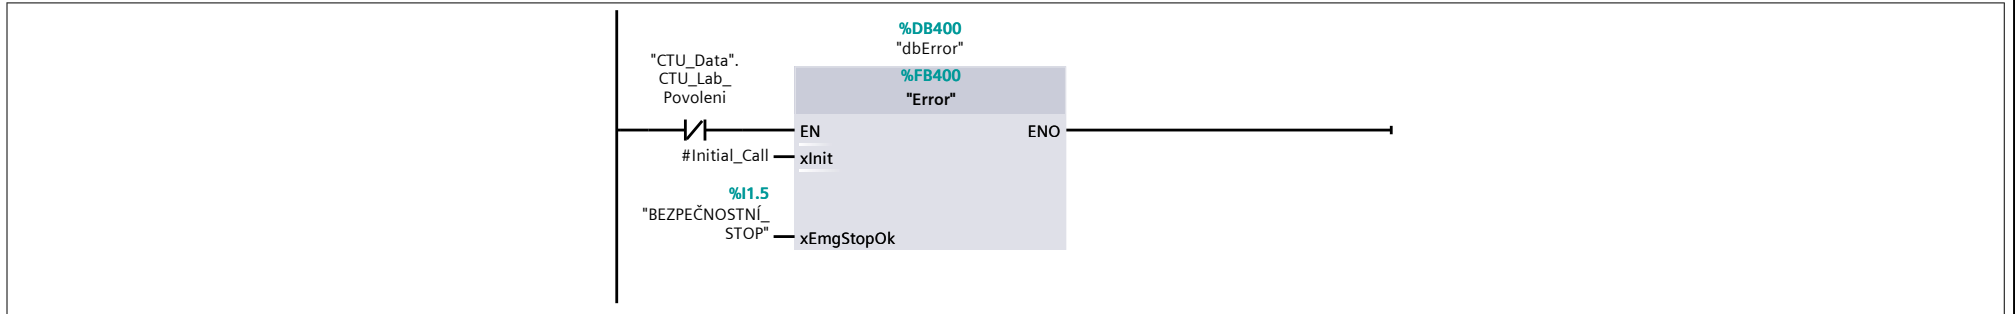 %DB400
"dbError"
"CTU_Data".
CTU_Lab_
Povoleni
%FB400
"Error"
EN
ENO
#Initial_Call
xInit
%I1.5
"BEZPEČNOSTNÍ_
STOP"
xEmgStopOk